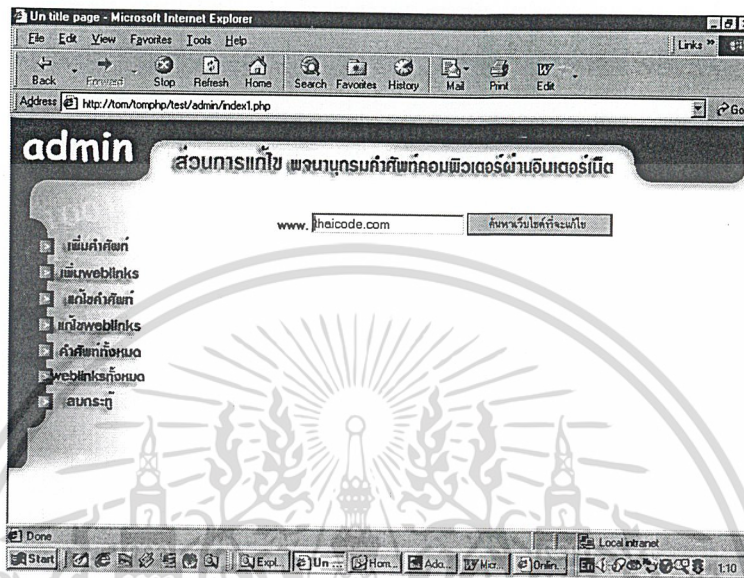 Un title page - Microsoft Internet Explorer
File Edit View Favorites Tools Help
Links »
Back Forward Stop Refresh Home Search Favorites History Mail Print Edit
Address http://tom/tomphp/test/admin/index1.php Go
admin
ส่วนการแก้ไข พจนานุกรมคำศัพท์คอมพิวเตอร์ผ่านอินเตอร์เน็ต
www. thaicode.com ค้นหาเว็บไซต์ที่จะแก้ไข
เพิ่มคำศัพท์
เพิ่มweblinks
แก้ไขคำศัพท์
แก้ไขweblinks
คำศัพท์ทั้งหมด
weblinksทั้งหมด
ลบกระทู้
Done Local intranet
Start Expl... Un ... Hom... Ado... Micr... Onlin... En 1:10